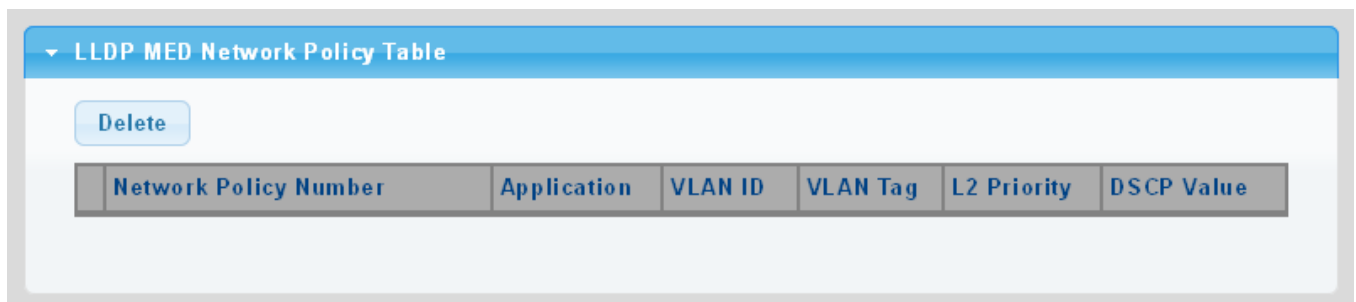 LLDP MED Network Policy Table
Delete
Network Policy Number Application VLAN ID VLAN Tag L2 Priority DSCP Value